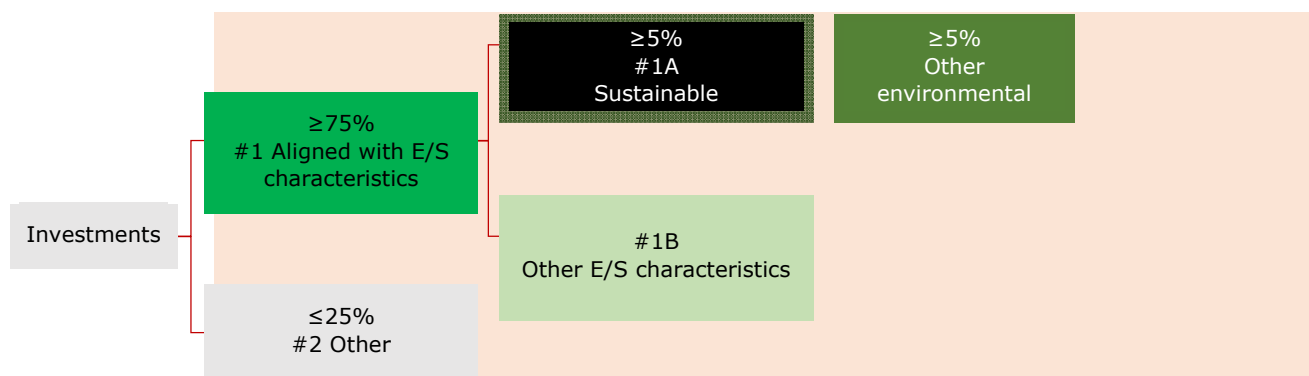 Investments
≥75%
#1 Aligned with E/S
characteristics
≤25%
#2 Other
≥5%
#1A
Sustainable
#1B
Other E/S characteristics
≥5%
Other
environmental